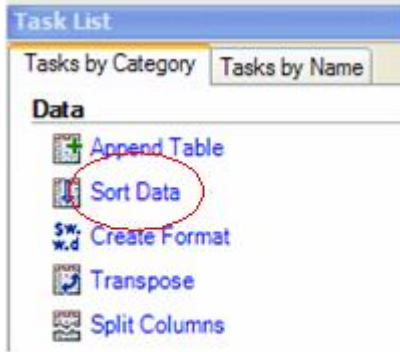 Task List
Tasks by Category Tasks by Name
Data
Append Table
Sort Data
$w. w.d Create Format
Transpose
Split Columns